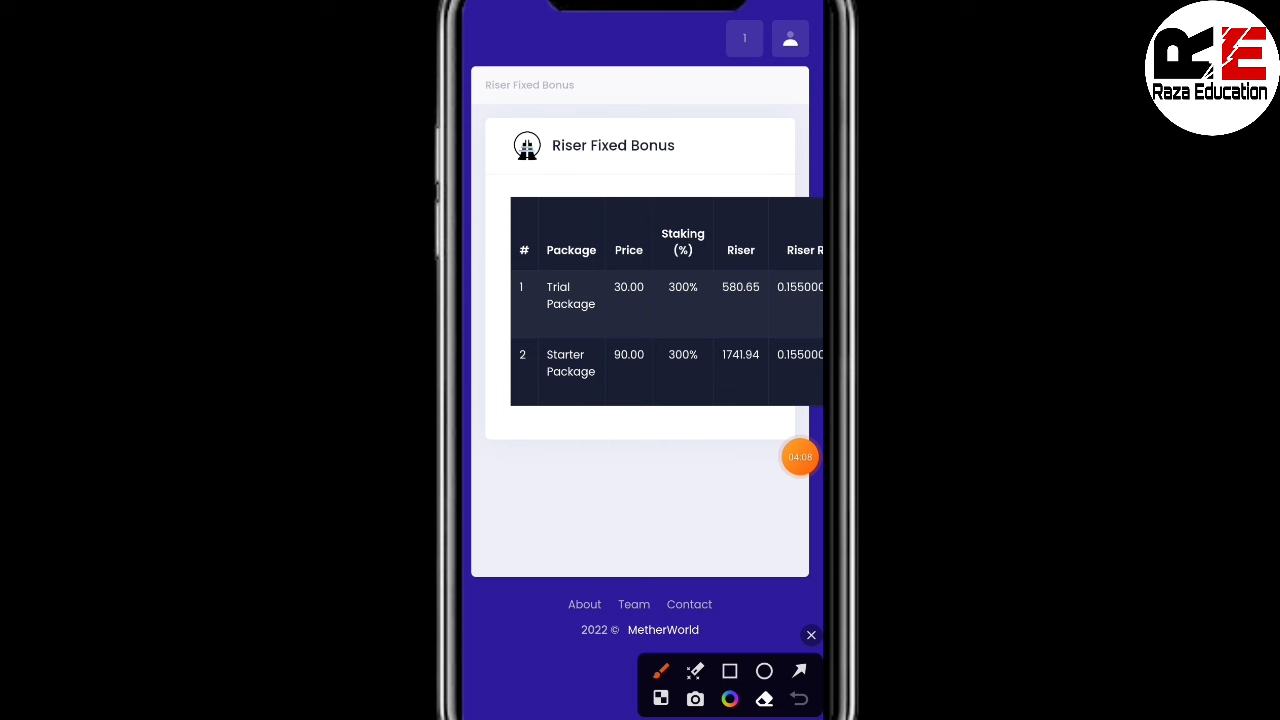 1
RE
Raza Education
Riser Fixed Bonus
Riser Fixed Bonus
# Package Price Staking (%) Riser Riser R
1 Trial Package 30.00 300% 580.65 0.155000
2 Starter Package 90.00 300% 1741.94 0.155000
04:08
About Team Contact
2022 © MetherWorld